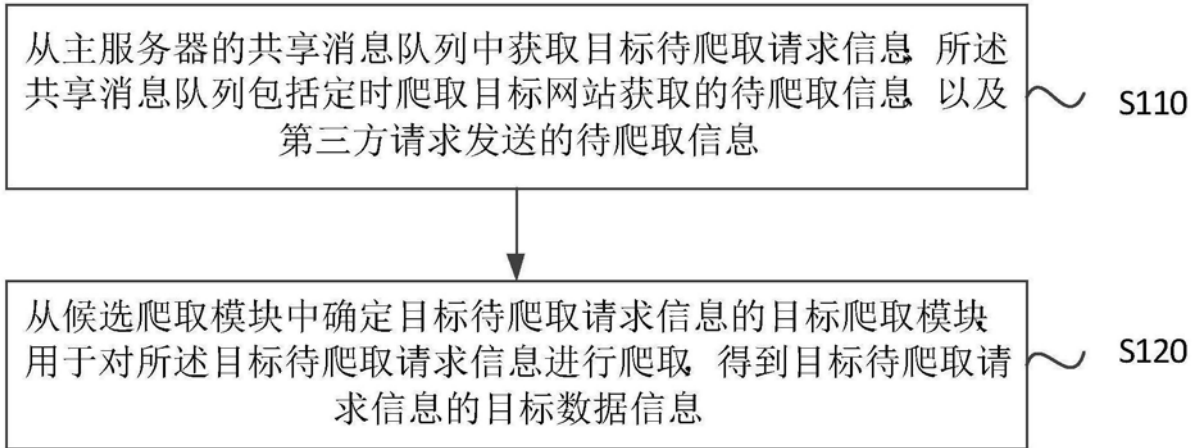 从主服务器的共享消息队列中获取目标待爬取请求信息，所述
共享消息队列包括定时爬取目标网站获取的待爬取信息，以及
第三方请求发送的待爬取信息
S110
从候选爬取模块中确定目标待爬取请求信息的目标爬取模块，
用于对所述目标待爬取请求信息进行爬取，得到目标待爬取请
求信息的目标数据信息
S120